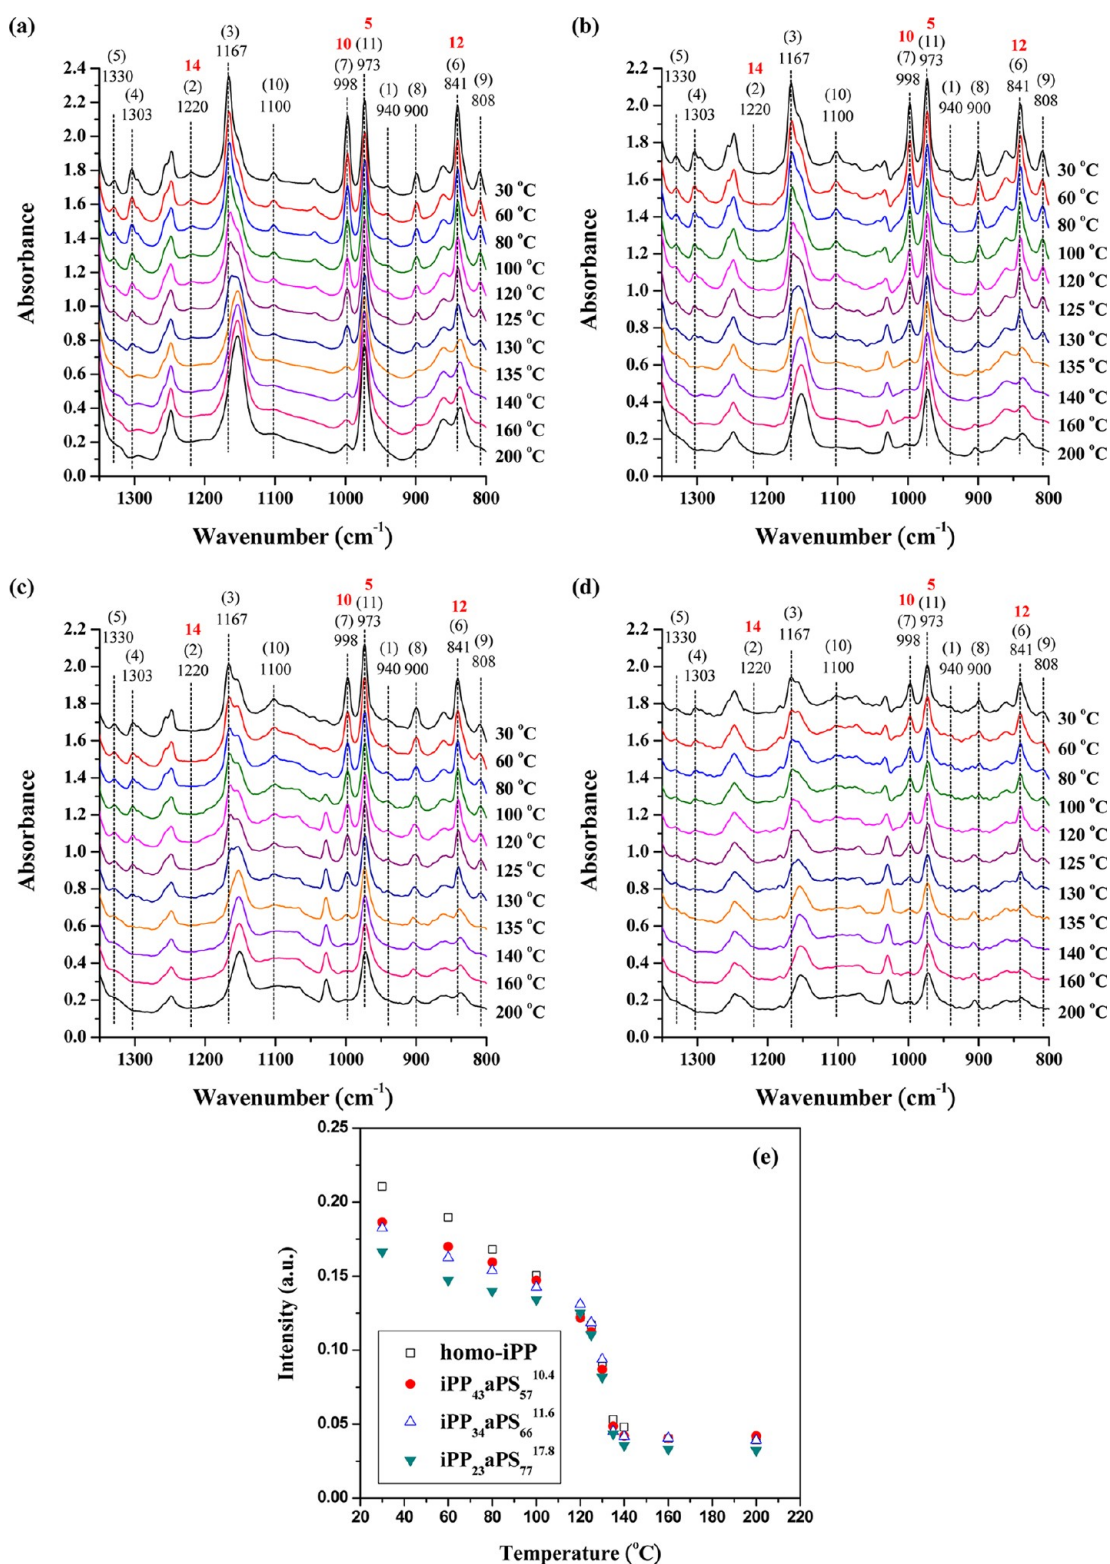 (a)
5
(3)
10
(11)
12
(5)
1167
(7)
973
(6)
1330
14
998
(1)
(8)
841
(9)
(4)
(2)
(10)
940
900
808
1303
1220
1100
2.4
2.2
2.0
1.8
1.6
1.4
1.2
1.0
0.8
0.6
0.4
0.2
0.0
Absorbance
30 °C
60 °C
80 °C
100 °C
120 °C
125 °C
130 °C
135 °C
140 °C
160 °C
200 °C
1300 1200 1100 1000 900 800
Wavenumber (cm⁻¹)
(b)
5
(3)
10
(11)
12
(5)
1167
(7)
973
(6)
1330
14
998
(1)
(8)
841
(9)
(4)
(2)
(10)
940
900
808
1303
1220
1100
2.2
2.0
1.8
1.6
1.4
1.2
1.0
0.8
0.6
0.4
0.2
0.0
Absorbance
30 °C
60 °C
80 °C
100 °C
120 °C
125 °C
130 °C
135 °C
140 °C
160 °C
200 °C
1300 1200 1100 1000 900 800
Wavenumber (cm⁻¹)
(c)
5
(3)
10
(11)
12
(5)
1167
(7)
973
(6)
1330
14
998
(1)
(8)
841
(9)
(4)
(2)
(10)
940
900
808
1303
1220
1100
2.2
2.0
1.8
1.6
1.4
1.2
1.0
0.8
0.6
0.4
0.2
0.0
Absorbance
30 °C
60 °C
80 °C
100 °C
120 °C
125 °C
130 °C
135 °C
140 °C
160 °C
200 °C
1300 1200 1100 1000 900 800
Wavenumber (cm⁻¹)
(d)
5
(3)
10
(11)
12
(5)
1167
(7)
973
(6)
1330
14
998
(1)
(8)
841
(9)
(4)
(2)
(10)
940
900
808
1303
1220
1100
2.2
2.0
1.8
1.6
1.4
1.2
1.0
0.8
0.6
0.4
0.2
0.0
Absorbance
30 °C
60 °C
80 °C
100 °C
120 °C
125 °C
130 °C
135 °C
140 °C
160 °C
200 °C
1300 1200 1100 1000 900 800
Wavenumber (cm⁻¹)
(e)
0.25
0.20
0.15
0.10
0.05
0.00
Intensity (a.u.)
homo-iPP
iPP₄₃aPS₅₇¹⁰·⁴
iPP₃₄aPS₆₆¹¹·⁶
iPP₂₃aPS₇₇¹⁷·⁸
20 40 60 80 100 120 140 160 180 200 220
Temperature (°C)